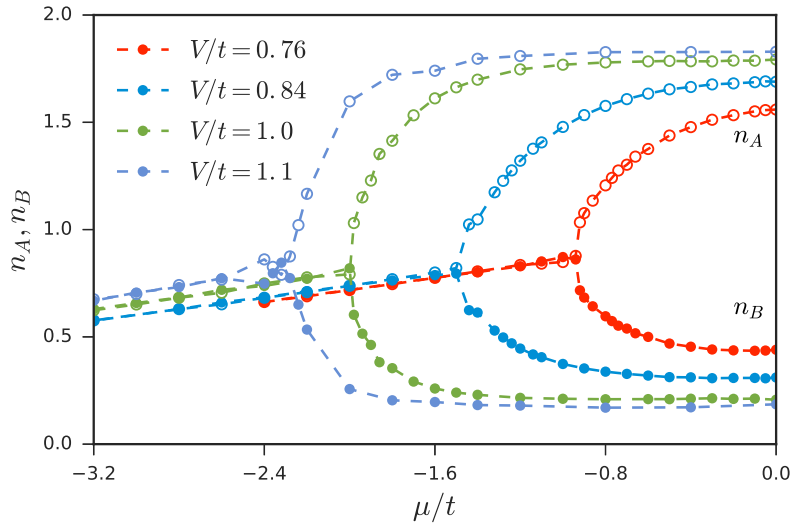 2.0
1.5
1.0
0.5
0.0
n_A, n_B
V/t = 0.76
V/t = 0.84
V/t = 1.0
V/t = 1.1
n_A
n_B
−3.2 −2.4 −1.6 −0.8 0.0
μ/t